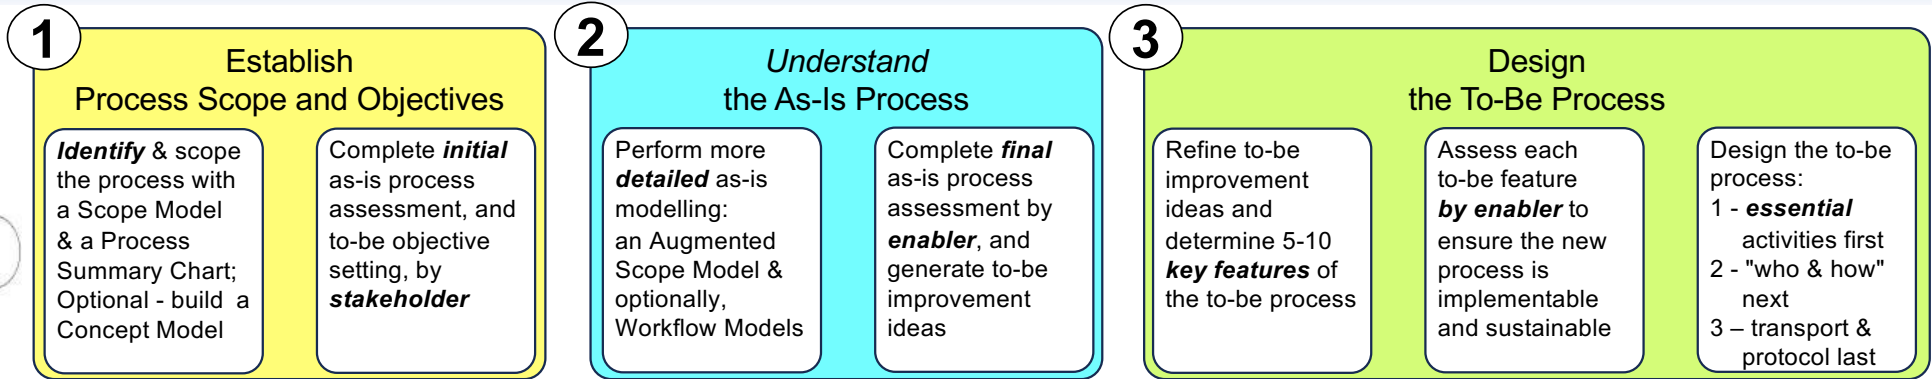 1
Establish
Process Scope and Objectives
Identify & scope
the process with
a Scope Model
& a Process
Summary Chart;
Optional - build a
Concept Model
Complete initial
as-is process
assessment, and
to-be objective
setting, by
stakeholder
2
Understand
the As-Is Process
Perform more
detailed as-is
modelling:
an Augmented
Scope Model &
optionally,
Workflow Models
Complete final
as-is process
assessment by
enabler, and
generate to-be
improvement
ideas
3
Design
the To-Be Process
Refine to-be
improvement
ideas and
determine 5-10
key features of
the to-be process
Assess each
to-be feature
by enabler to
ensure the new
process is
implementable
and sustainable
Design the to-be
process:
1 - essential
activities first
2 - "who & how"
next
3 – transport &
protocol last